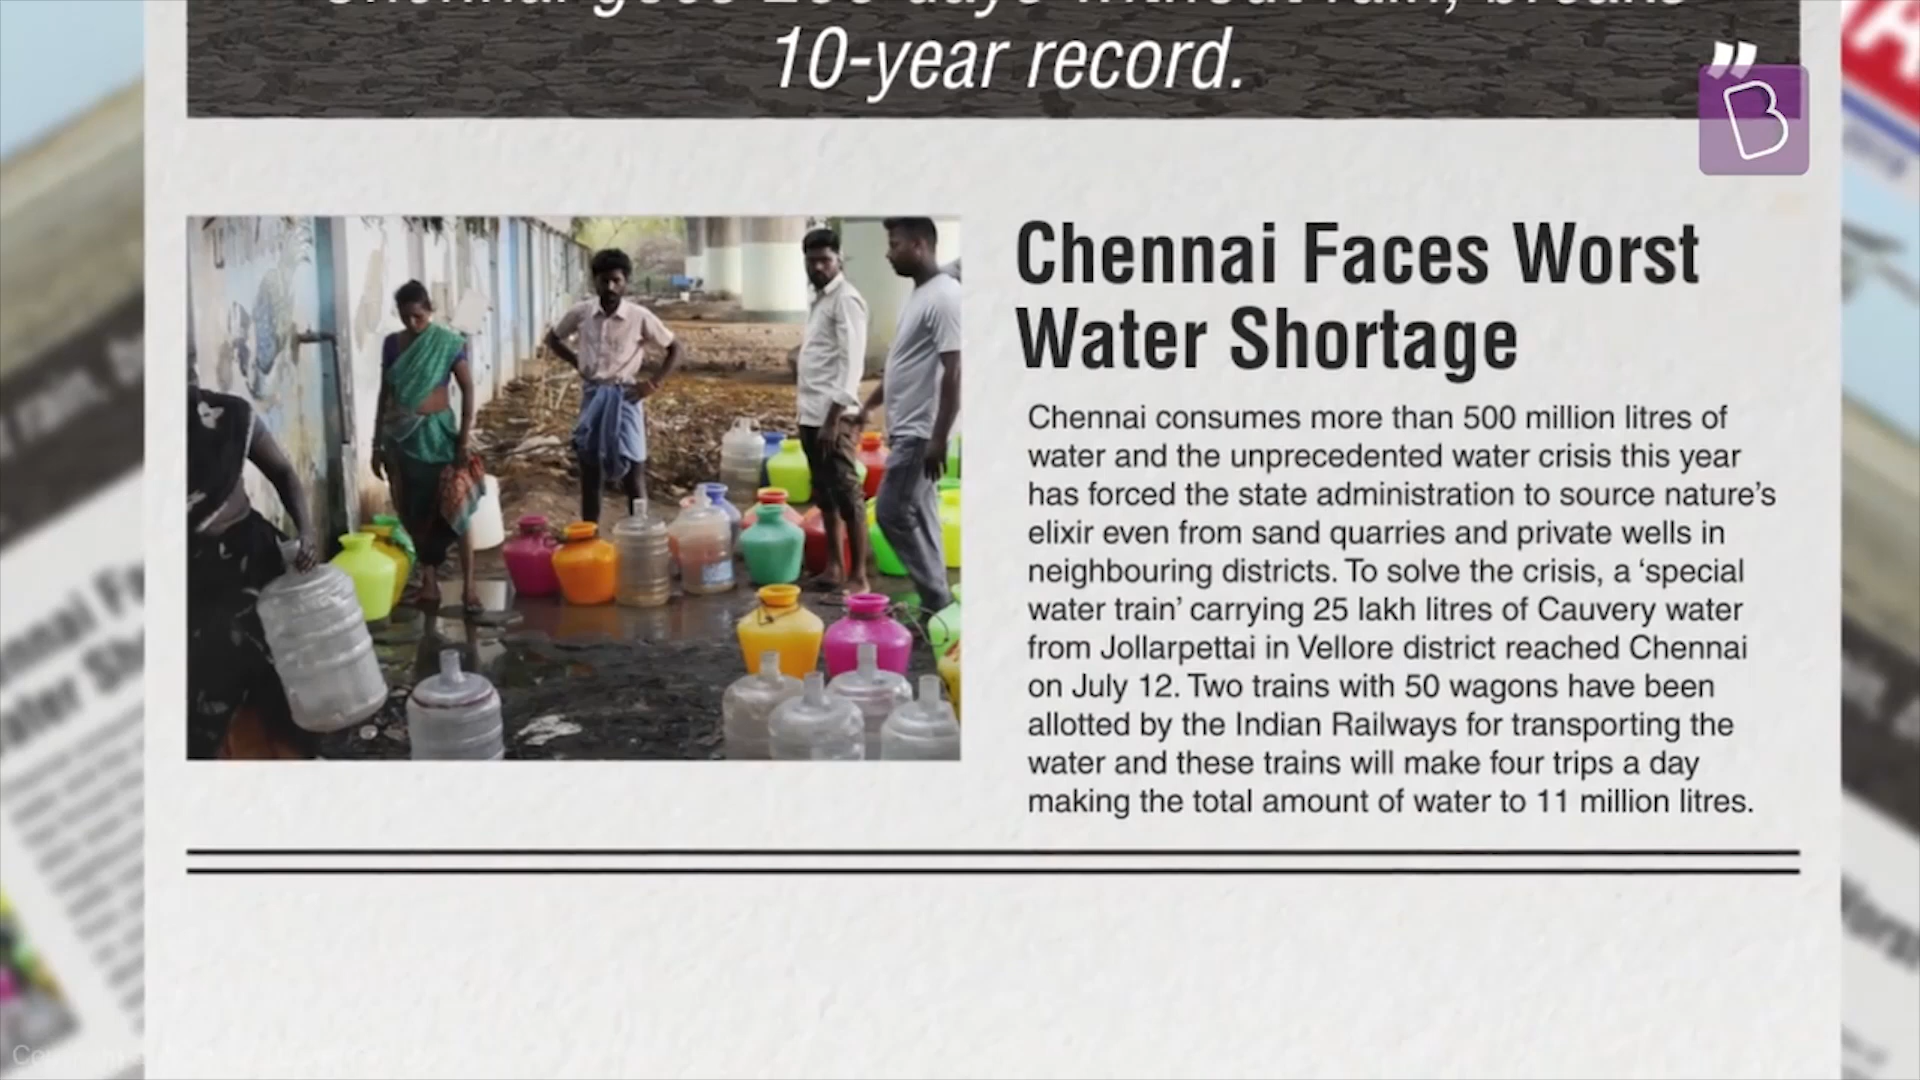 10-year record.
”
B
Chennai Faces Worst
Water Shortage
Chennai consumes more than 500 million litres of
water and the unprecedented water crisis this year
has forced the state administration to source nature’s
elixir even from sand quarries and private wells in
neighbouring districts. To solve the crisis, a ‘special
water train’ carrying 25 lakh litres of Cauvery water
from Jollarpettai in Vellore district reached Chennai
on July 12. Two trains with 50 wagons have been
allotted by the Indian Railways for transporting the
water and these trains will make four trips a day
making the total amount of water to 11 million litres.